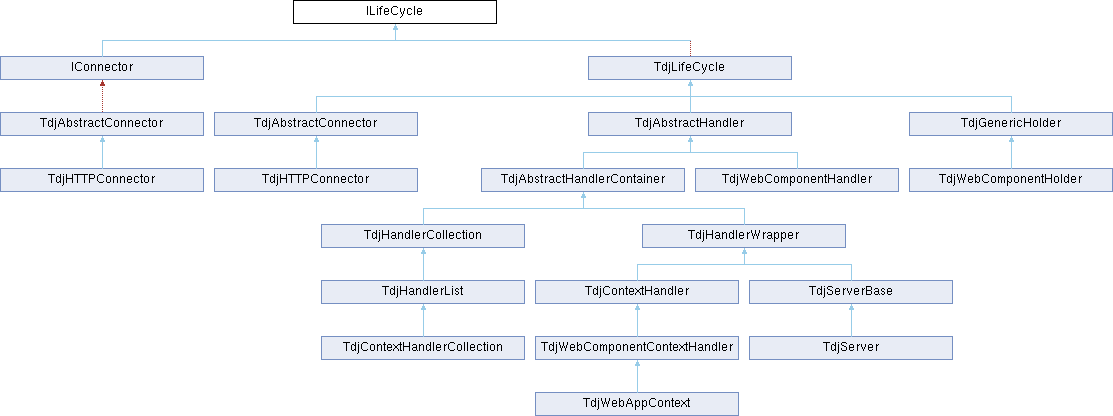 ILifeCycle
IConnector
TdjLifeCycle
TdjAbstractConnector
TdjAbstractConnector
TdjAbstractHandler
TdjGenericHolder
TdjHTTPConnector
TdjHTTPConnector
TdjAbstractHandlerContainer
TdjWebComponentHandler
TdjWebComponentHolder
TdjHandlerCollection
TdjHandlerWrapper
TdjHandlerList
TdjContextHandler
TdjServerBase
TdjContextHandlerCollection
TdjWebComponentContextHandler
TdjServer
TdjWebAppContext